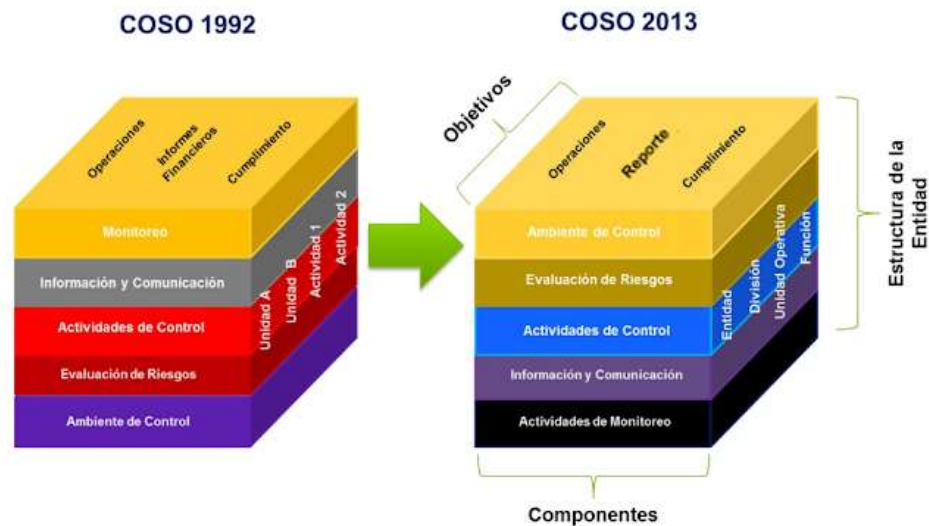 COSO 1992
Operaciones
Informes
Financieros
Cumplimiento
Monitoreo
Información y Comunicación
Actividades de Control
Evaluación de Riesgos
Ambiente de Control
Unidad A
Unidad B
Actividad 1
Actividad 2
COSO 2013
Objetivos
Operaciones
Reporte
Cumplimiento
Ambiente de Control
Evaluación de Riesgos
Actividades de Control
Información y Comunicación
Actividades de Monitoreo
Entidad
División
Unidad Operativa
Función
Estructura de la
Entidad
Componentes